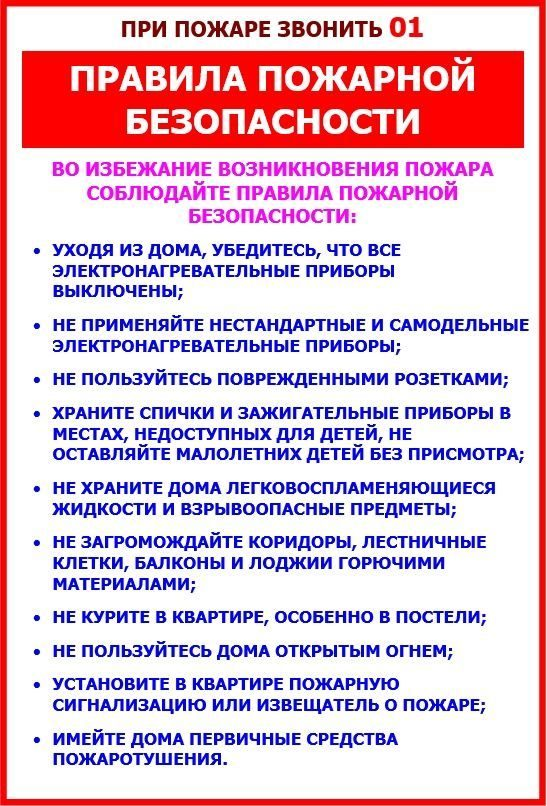 ПРИ ПОЖАРЕ ЗВОНИТЬ 01
ПРАВИЛА ПОЖАРНОЙ
БЕЗОПАСНОСТИ
ВО ИЗБЕЖАНИЕ ВОЗНИКНОВЕНИЯ ПОЖАРА
СОБЛЮДАЙТЕ ПРАВИЛА ПОЖАРНОЙ
БЕЗОПАСНОСТИ:
• УХОДЯ ИЗ ДОМА, УБЕДИТЕСЬ, ЧТО ВСЕ
ЭЛЕКТРОНАГРЕВАТЕЛЬНЫЕ ПРИБОРЫ
ВЫКЛЮЧЕНЫ;
• НЕ ПРИМЕНЯЙТЕ НЕСТАНДАРТНЫЕ И САМОДЕЛЬНЫЕ
ЭЛЕКТРОНАГРЕВАТЕЛЬНЫЕ ПРИБОРЫ;
• НЕ ПОЛЬЗУЙТЕСЬ ПОВРЕЖДЕННЫМИ РОЗЕТКАМИ;
• ХРАНИТЕ СПИЧКИ И ЗАЖИГАТЕЛЬНЫЕ ПРИБОРЫ В
МЕСТАХ, НЕДОСТУПНЫХ ДЛЯ ДЕТЕЙ, НЕ
ОСТАВЛЯЙТЕ МАЛОЛЕТНИХ ДЕТЕЙ БЕЗ ПРИСМОТРА;
• НЕ ХРАНИТЕ ДОМА ЛЕГКОВОСПЛАМЕНЯЮЩИЕСЯ
ЖИДКОСТИ И ВЗРЫВООПАСНЫЕ ПРЕДМЕТЫ;
• НЕ ЗАГРОМОЖДАЙТЕ КОРИДОРЫ, ЛЕСТНИЧНЫЕ
КЛЕТКИ, БАЛКОНЫ И ЛОДЖИИ ГОРЮЧИМИ
МАТЕРИАЛАМИ;
• НЕ КУРИТЕ В КВАРТИРЕ, ОСОБЕННО В ПОСТЕЛИ;
• НЕ ПОЛЬЗУЙТЕСЬ ДОМА ОТКРЫТЫМ ОГНЕМ;
• УСТАНОВИТЕ В КВАРТИРЕ ПОЖАРНУЮ
СИГНАЛИЗАЦИЮ ИЛИ ИЗВЕЩАТЕЛЬ О ПОЖАРЕ;
• ИМЕЙТЕ ДОМА ПЕРВИЧНЫЕ СРЕДСТВА
ПОЖАРОТУШЕНИЯ.